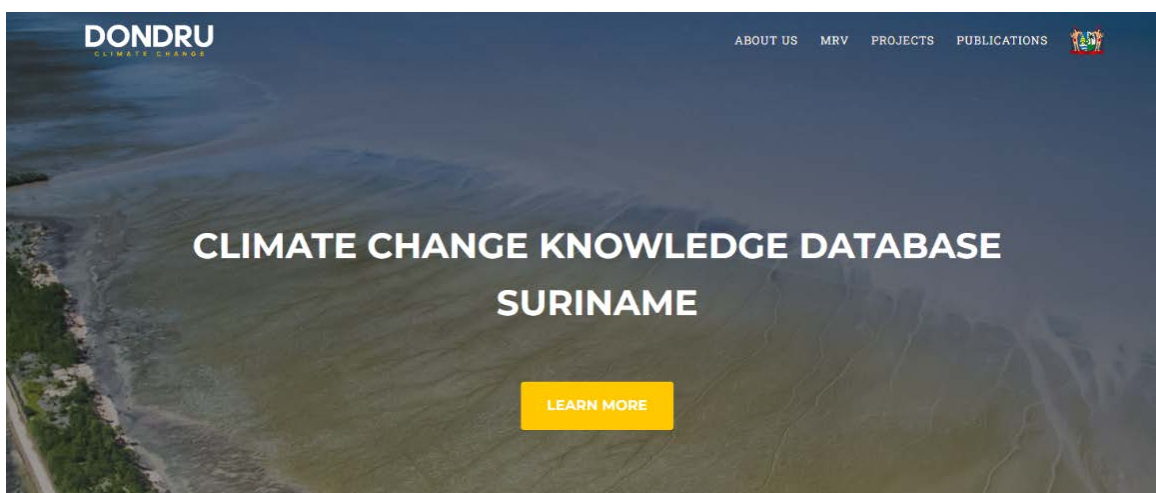 DONDRU
CLIMATE CHANGE
ABOUT US MRV PROJECTS PUBLICATIONS
CLIMATE CHANGE KNOWLEDGE DATABASE
SURINAME
LEARN MORE